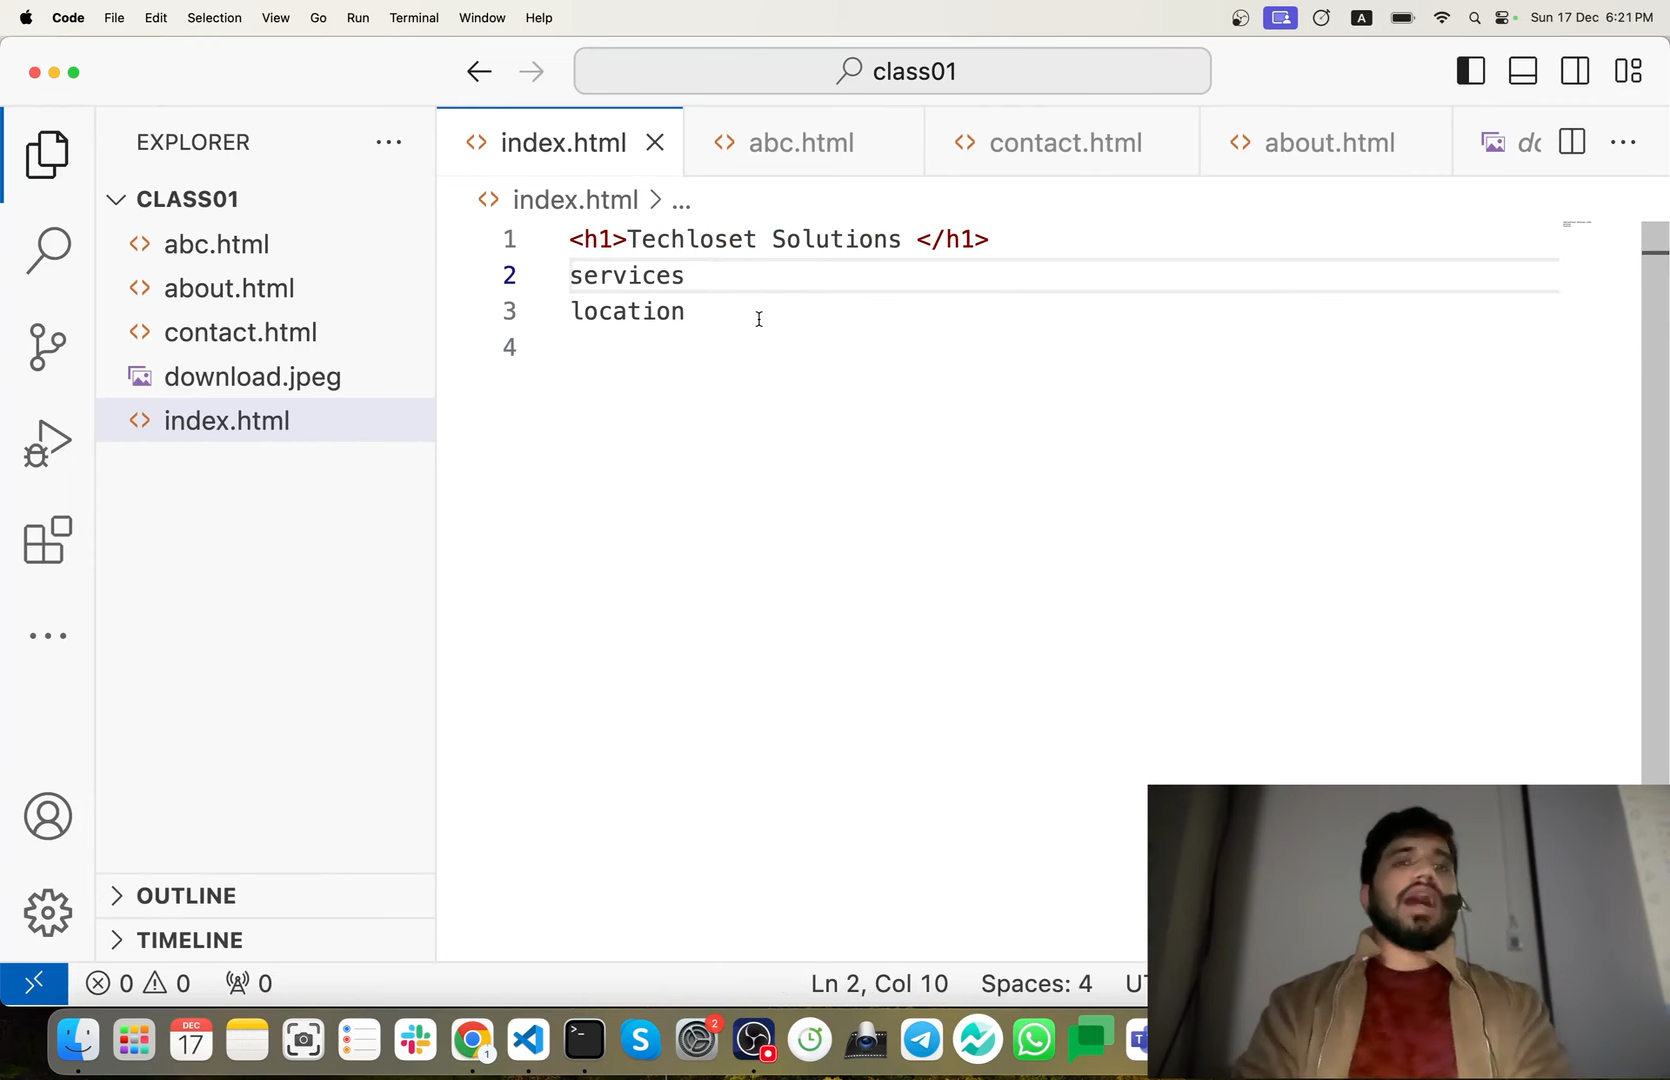 Code File Edit Selection View Go Run Terminal Window Help A Sun 17 Dec 6:21 PM
class01
EXPLORER
CLASS01
abc.html
about.html
contact.html
download.jpeg
index.html
OUTLINE
TIMELINE
index.html abc.html contact.html about.html
index.html > ...
1 <h1>Techloset Solutions </h1>
2 services
3 location
4
0 0 0 Ln 2, Col 10 Spaces: 4
DEC
17
2
1